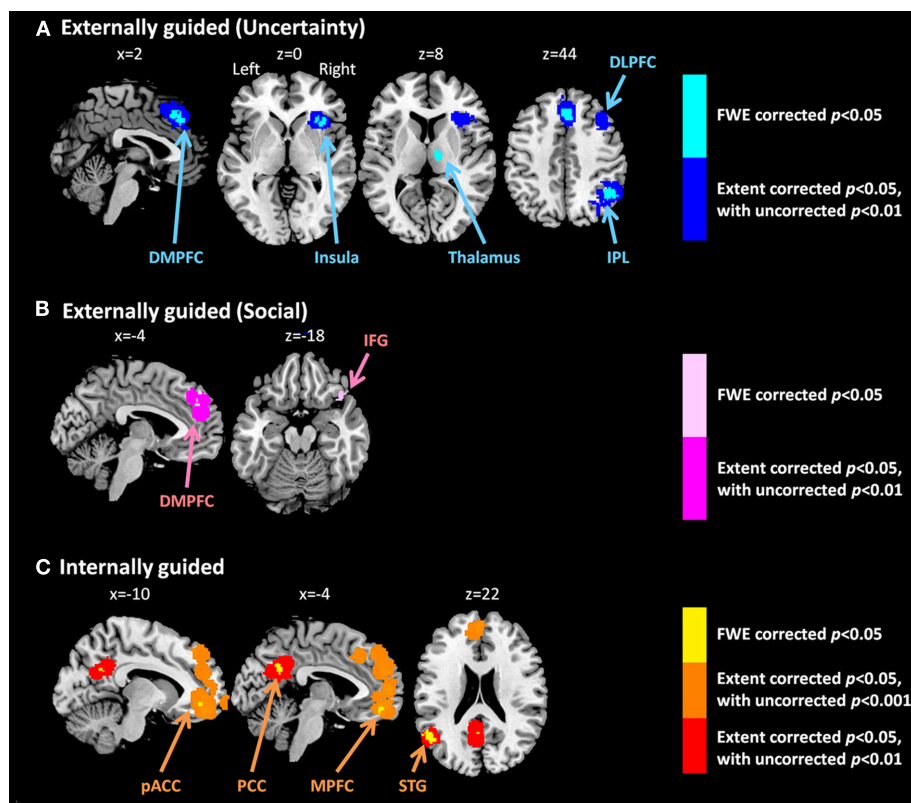 A Externally guided (Uncertainty)
x=2
z=0
z=8
z=44
DLPFC
Left
Right
FWE corrected p<0.05
Extent corrected p<0.05,
with uncorrected p<0.01
DMPFC
Insula
Thalamus
IPL
B Externally guided (Social)
x=-4
z=-18
IFG
FWE corrected p<0.05
Extent corrected p<0.05,
with uncorrected p<0.01
DMPFC
C Internally guided
x=-10
x=-4
z=22
FWE corrected p<0.05
Extent corrected p<0.05,
with uncorrected p<0.001
Extent corrected p<0.05,
with uncorrected p<0.01
pACC
PCC
MPFC
STG